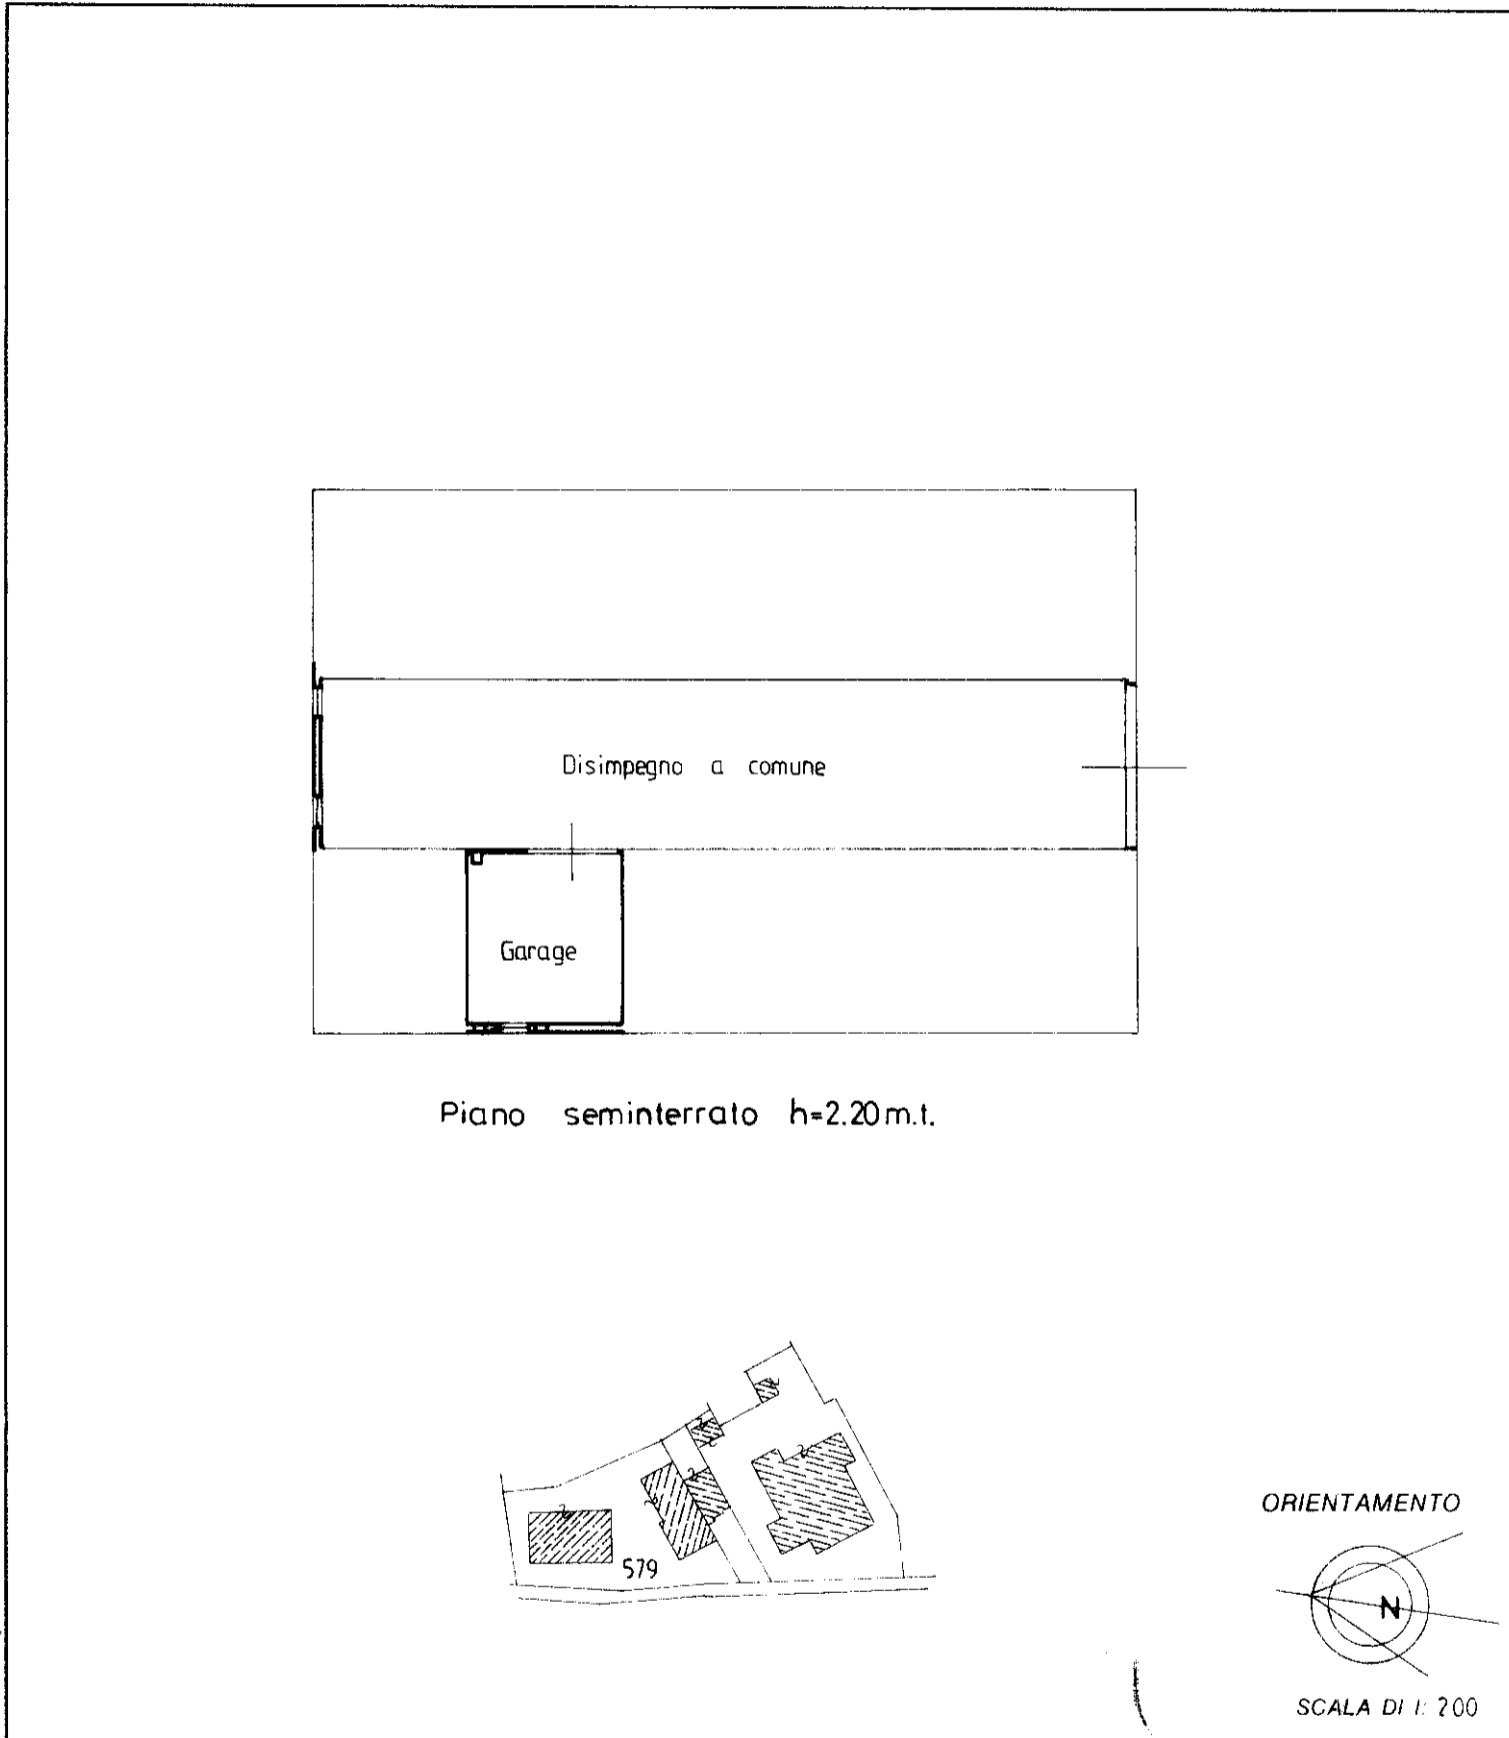 Disimpegno a comune
Garage
Piano seminterrato h=2.20m.t.
579
ORIENTAMENTO
N
SCALA DI 1: 200